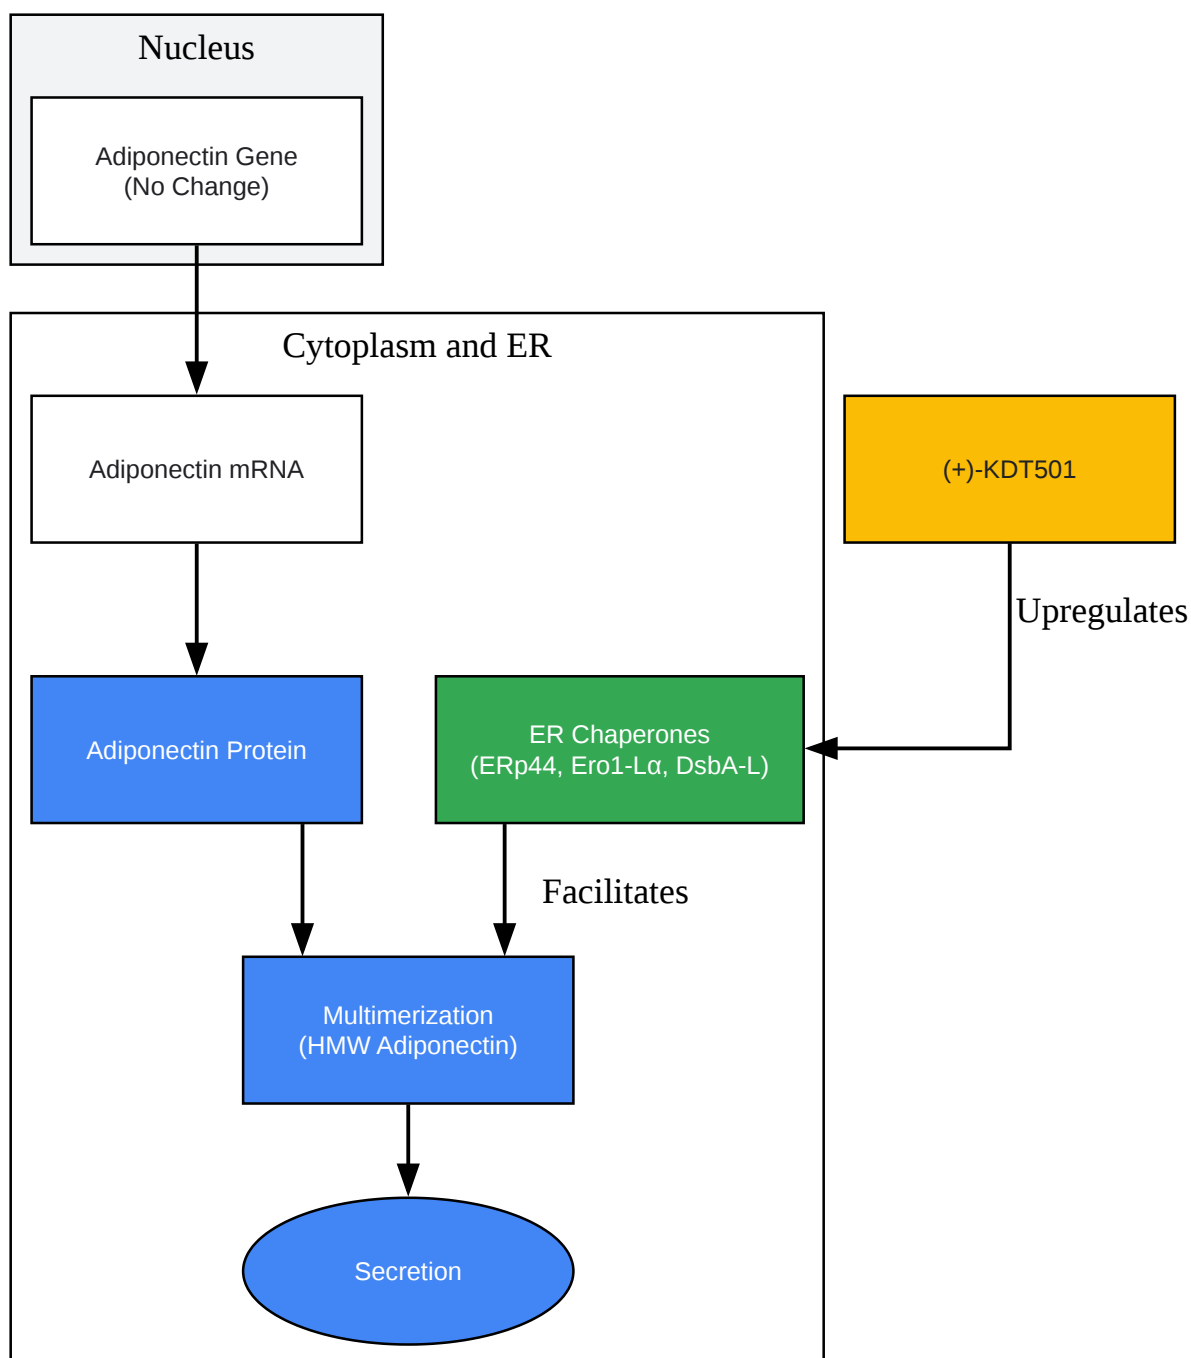 Nucleus
Adiponectin Gene
(No Change)
Cytoplasm and ER
Adiponectin mRNA
(+)-KDT501
Upregulates
Adiponectin Protein
ER Chaperones
(ERp44, Ero1-Lα, DsbA-L)
Facilitates
Multimerization
(HMW Adiponectin)
Secretion